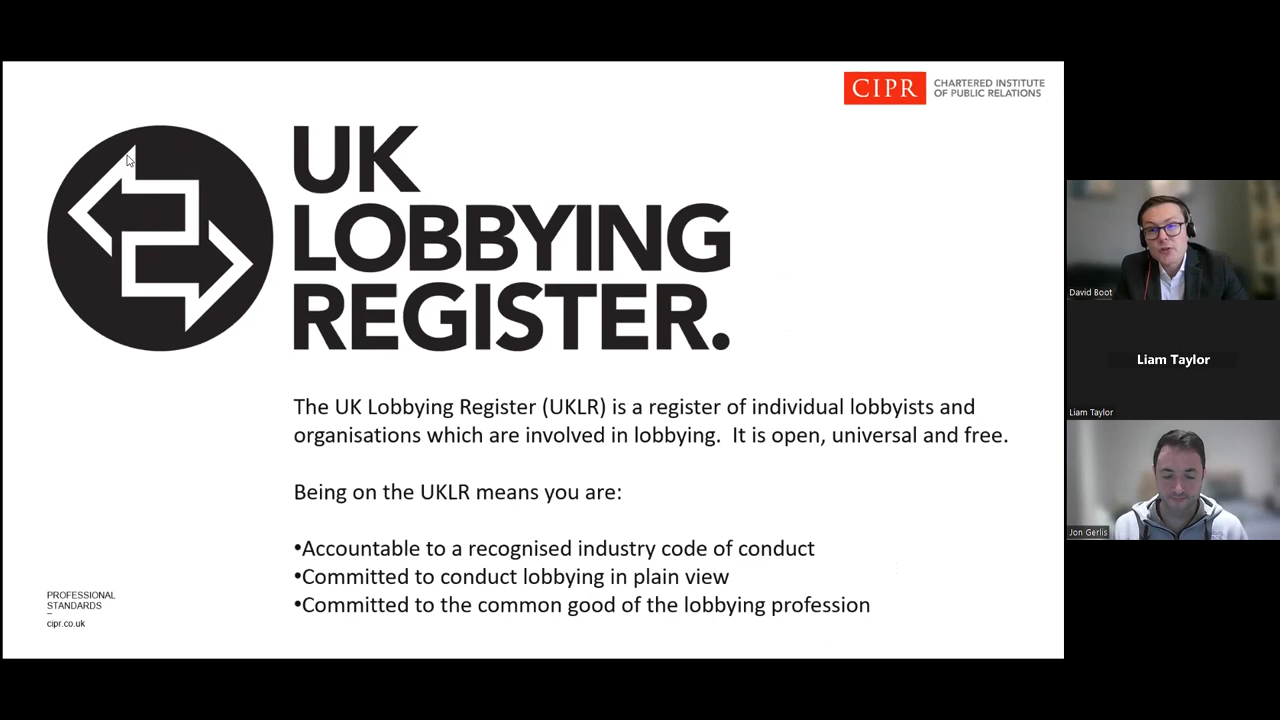 CIPR
CHARTERED INSTITUTE
OF PUBLIC RELATIONS
UK
LOBBYING
REGISTER.
The UK Lobbying Register (UKLR) is a register of individual lobbyists and
organisations which are involved in lobbying.  It is open, universal and free.
Being on the UKLR means you are:
•Accountable to a recognised industry code of conduct
•Committed to conduct lobbying in plain view
•Committed to the common good of the lobbying profession
PROFESSIONAL
STANDARDS
–
cipr.co.uk
David Boot
Liam Taylor
Liam Taylor
Jon Gerlis